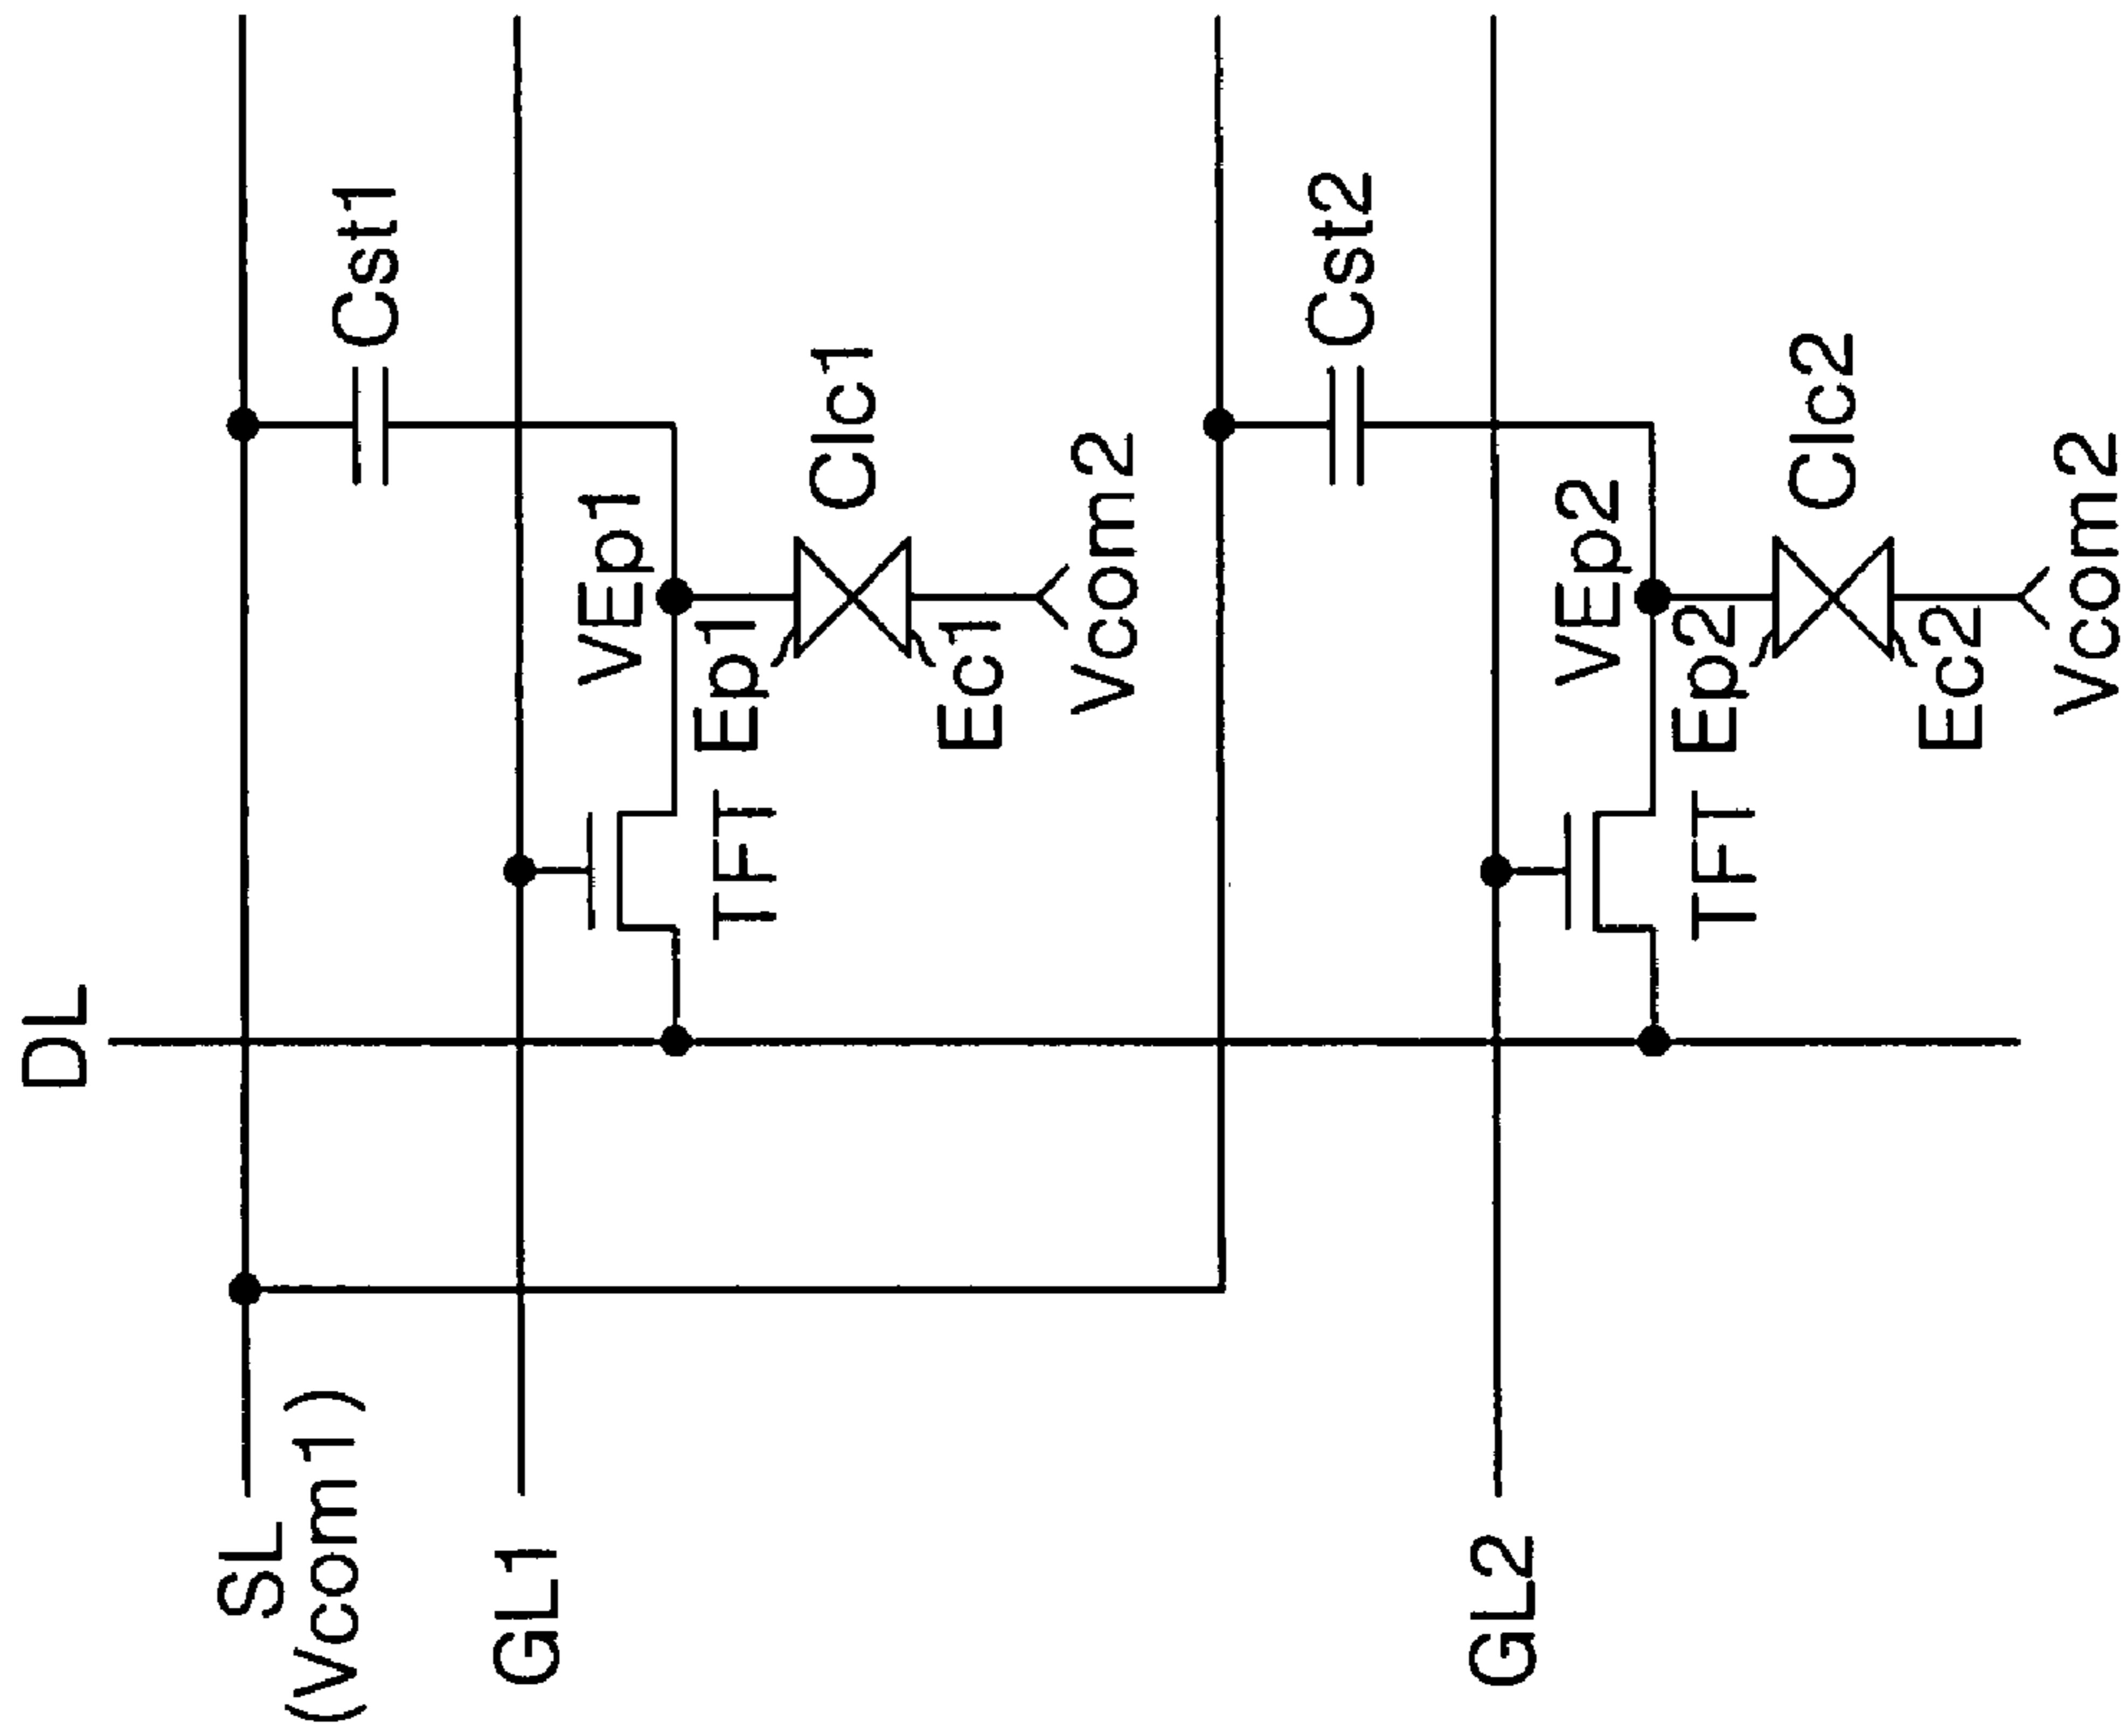 DL
SL
(Vcom1)
Cst1
GL1
VEp1
Ep1
Clc1
TFT
Ec1
Vcom2
Cst2
GL2
VEp2
Ep2
Clc2
TFT
Ec2
Vcom2